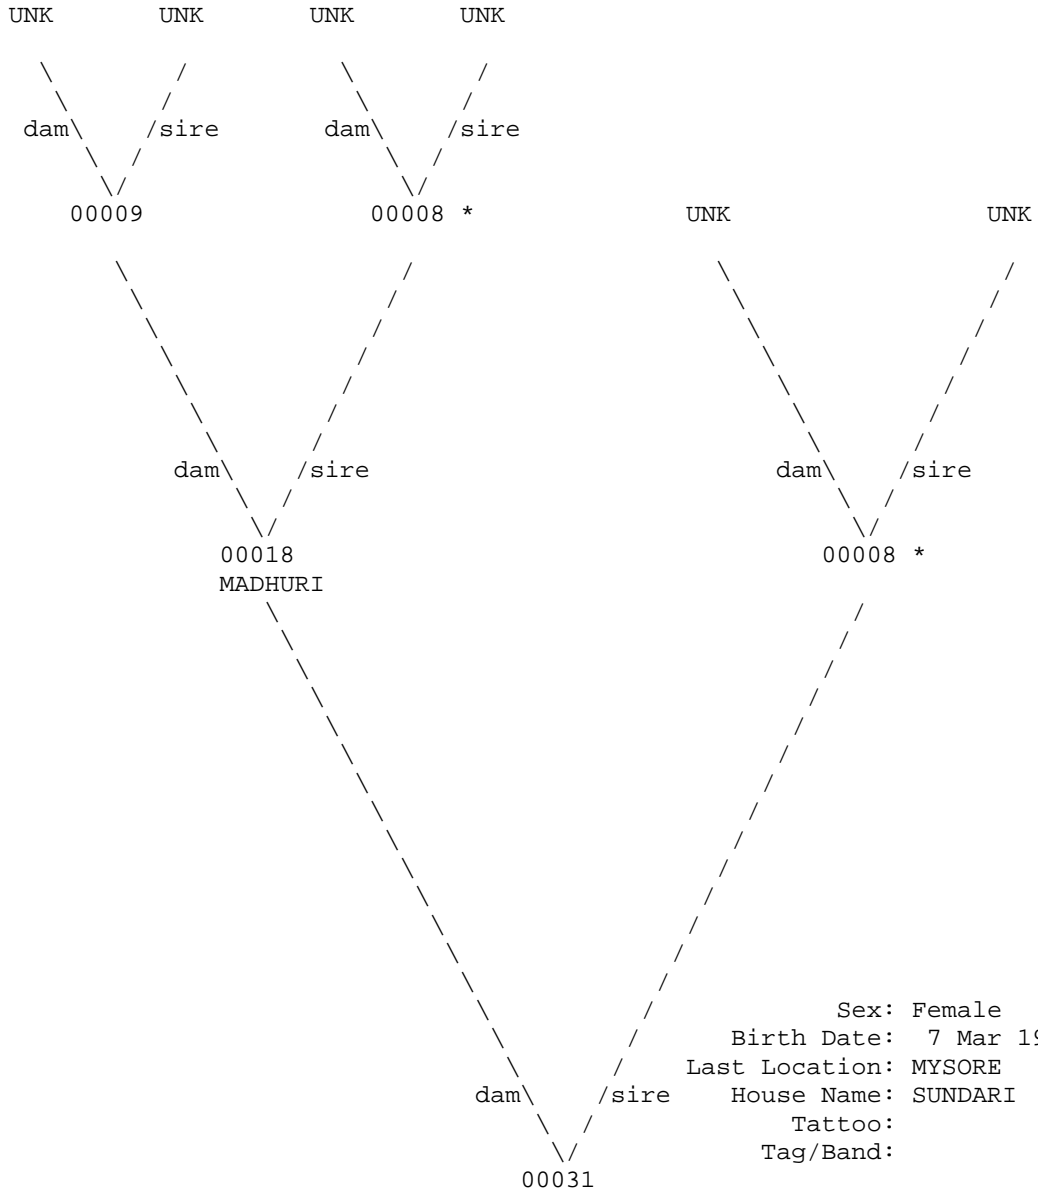 UNK UNK UNK UNK
dam sire dam sire
00009 00008 * UNK UNK
dam sire dam sire
00018 00008 *
MADHURI
Sex: Female
Birth Date: 7 Mar 19
Last Location: MYSORE
dam sire House Name: SUNDARI
Tattoo:
Tag/Band:
00031